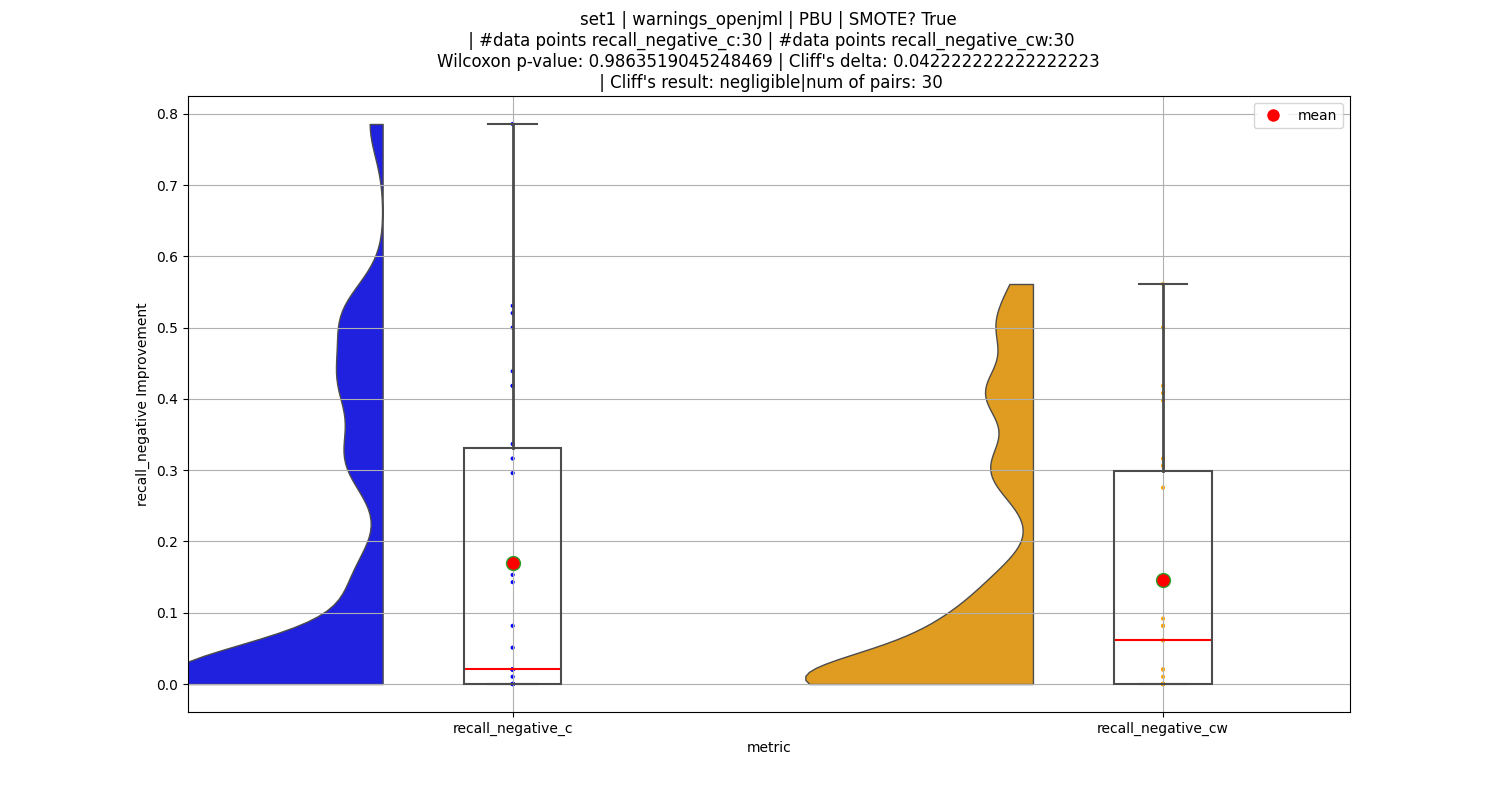 set1 | warnings_openjml | PBU | SMOTE? True
| #data points recall_negative_c:30 | #data points recall_negative_cw:30
Wilcoxon p-value: 0.9863519045248469 | Cliff's delta: 0.042222222222222223
| Cliff's result: negligible|num of pairs: 30
mean
0.8
0.7
0.6
0.5
0.4
0.3
0.2
0.1
0.0
recall_negative Improvement
recall_negative_c
recall_negative_cw
metric